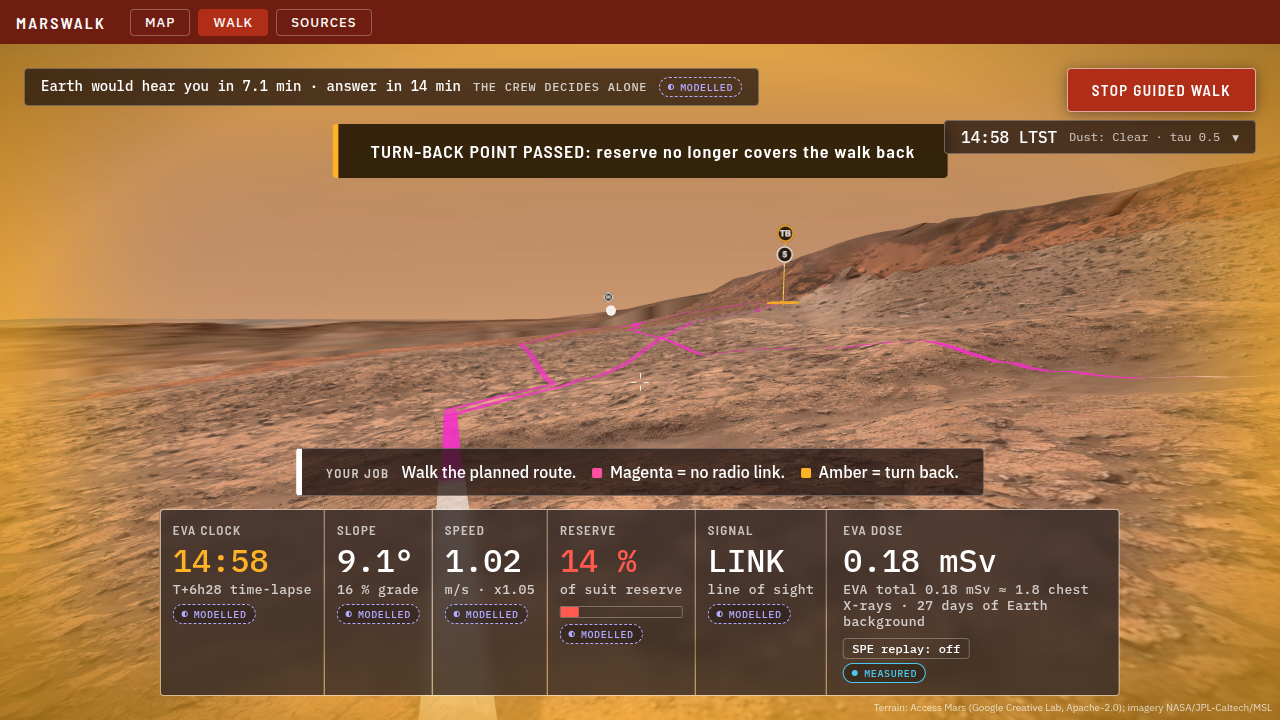 MARSWALK MAP WALK SOURCES
Earth would hear you in 7.1 min · answer in 14 min THE CREW DECIDES ALONE MODELLED
STOP GUIDED WALK
TURN-BACK POINT PASSED: reserve no longer covers the walk back
14:58 LTST Dust: Clear · tau 0.5 ▼
TB
5
YOUR JOB Walk the planned route. Magenta = no radio link. Amber = turn back.
EVA CLOCK
14:58
T+6h28 time-lapse
MODELLED
SLOPE
9.1°
16 % grade
MODELLED
SPEED
1.02
m/s · x1.05
MODELLED
RESERVE
14 %
of suit reserve
MODELLED
SIGNAL
LINK
line of sight
MODELLED
EVA DOSE
0.18 mSv
EVA total 0.18 mSv ≈ 1.8 chest
X-rays · 27 days of Earth
background
SPE replay: off
MEASURED
Terrain: Access Mars (Google Creative Lab, Apache-2.0); imagery NASA/JPL-Caltech/MSL